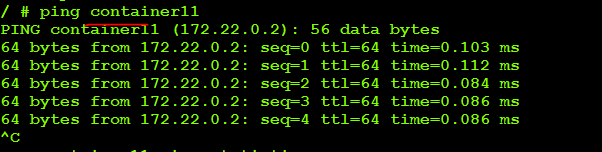 / # ping container11
PING container11 (172.22.0.2): 56 data bytes
64 bytes from 172.22.0.2: seq=0 ttl=64 time=0.103 ms
64 bytes from 172.22.0.2: seq=1 ttl=64 time=0.112 ms
64 bytes from 172.22.0.2: seq=2 ttl=64 time=0.084 ms
64 bytes from 172.22.0.2: seq=3 ttl=64 time=0.086 ms
64 bytes from 172.22.0.2: seq=4 ttl=64 time=0.086 ms
^C